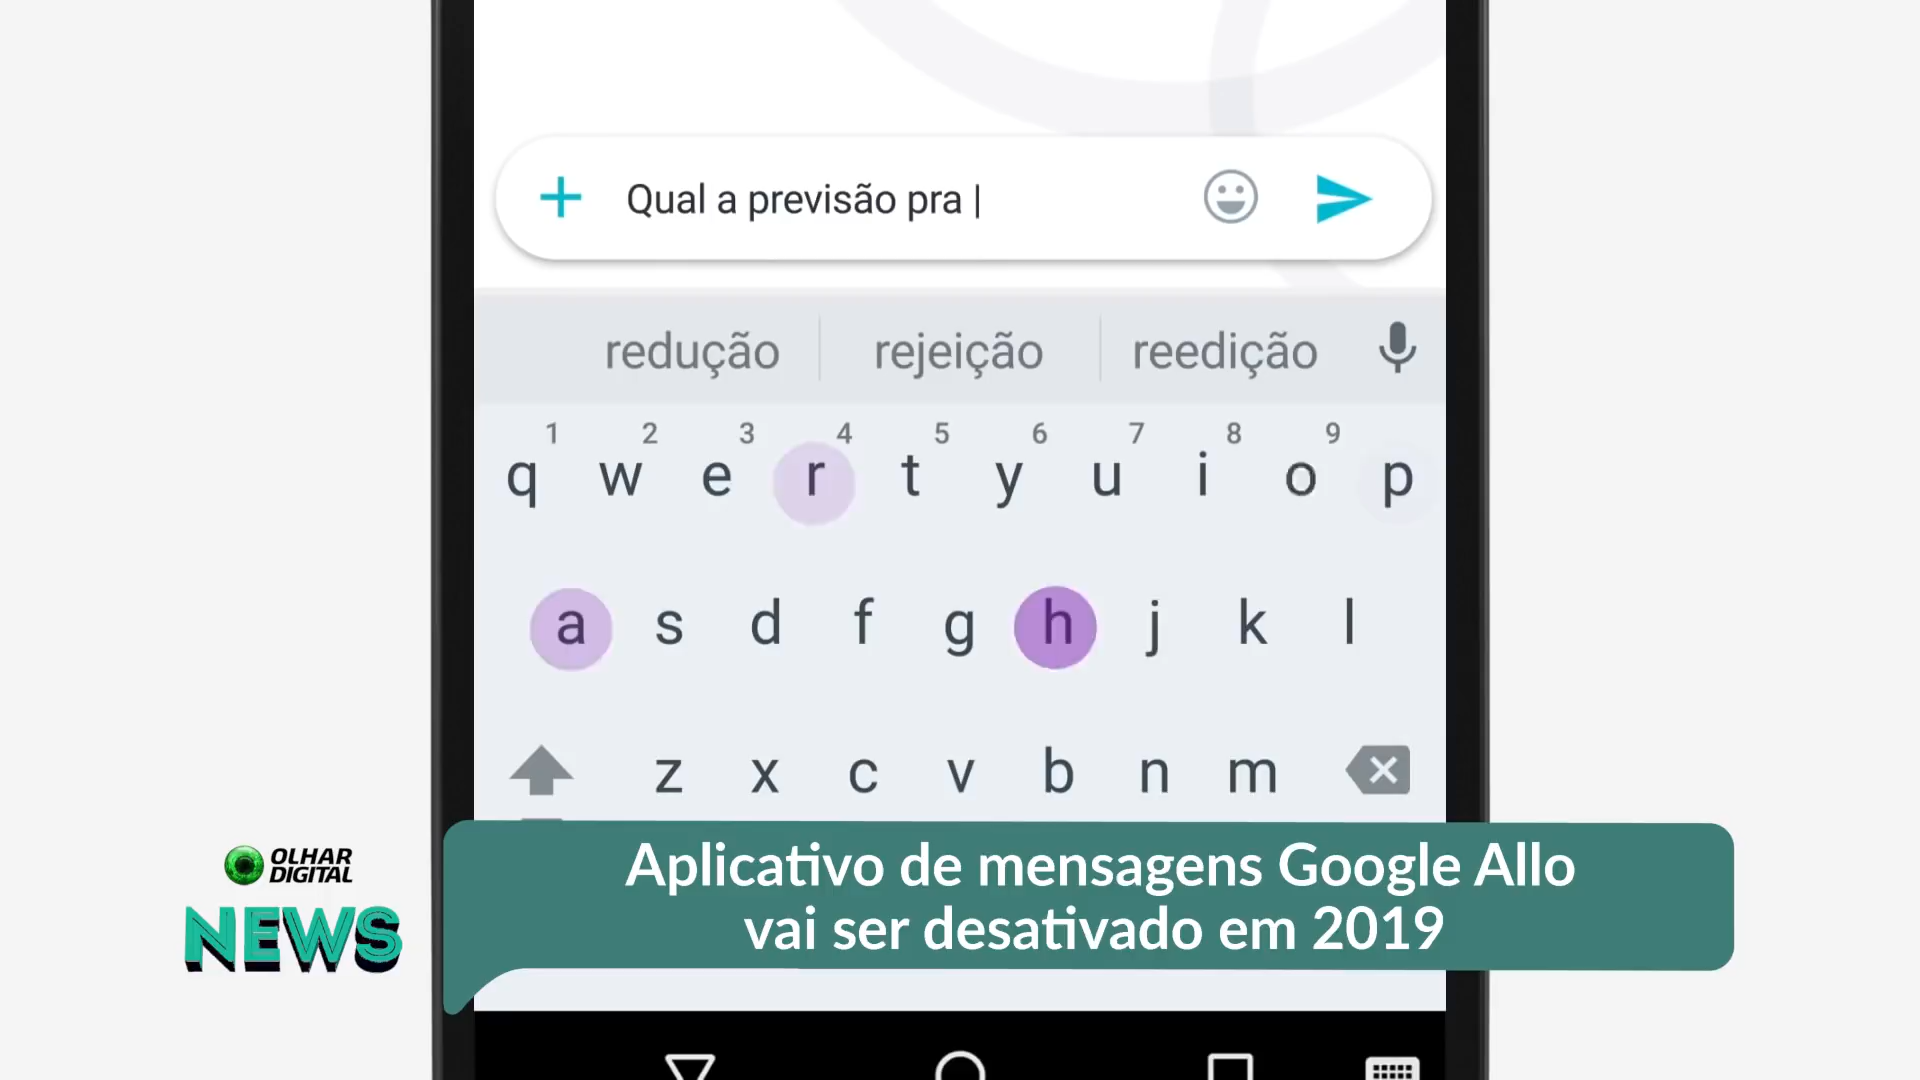 Qual a previsão pra
redução rejeição reedição
1 2 3 4 5 6 7 8 9
q w e r t y u i o p
a s d f g h j k l
z x c v b n m
OLHAR
DIGITAL
NEWS
Aplicativo de mensagens Google Allo
vai ser desativado em 2019